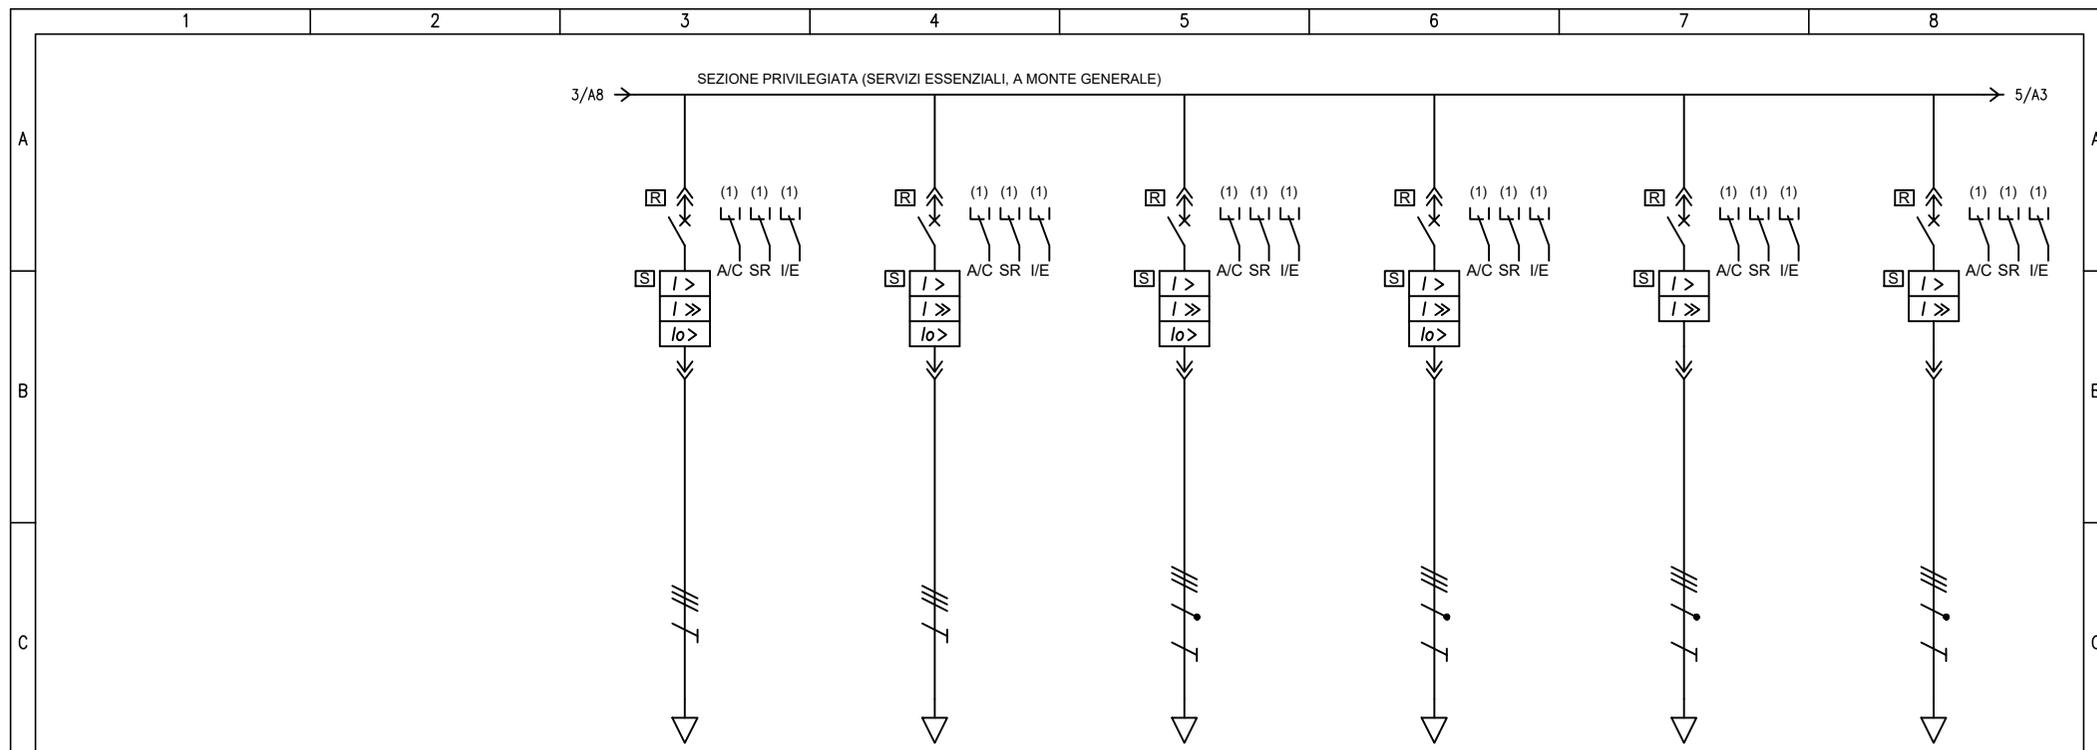 1 2 3 4 5 6 7 8
SEZIONE PRIVILEGIATA (SERVIZI ESSENZIALI, A MONTE GENERALE)
3/A8 5/A3
A A
R (1) (1) (1) R (1) (1) (1) R (1) (1) (1) R (1) (1) (1) R (1) (1) (1) R (1) (1) (1)
A/C SR I/E A/C SR I/E A/C SR I/E A/C SR I/E A/C SR I/E A/C SR I/E
S I > S I > S I > S I > S I > S I >
I >> I >> I >> I >> I >> I >>
Io> Io> Io> Io>
B
C